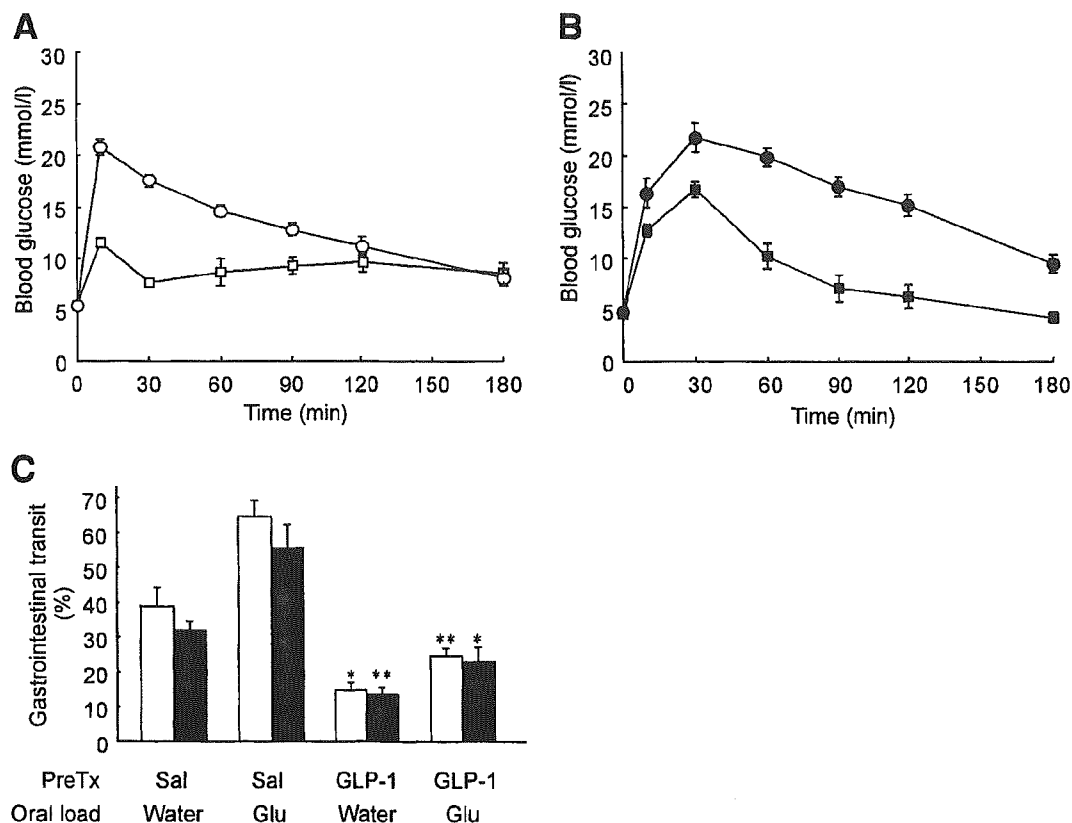 A
B
Blood glucose (mmol/l)
30
25
20
15
10
5
0
0 30 60 90 120 150 180
Time (min)
Blood glucose (mmol/l)
30
25
20
15
10
5
0
0 30 60 90 120 150 180
Time (min)
C
Gastrointestinal transit
(%)
70
60
50
40
30
20
10
0
* ** ** *
PreTx Sal Sal GLP-1 GLP-1
Oral load Water Glu Water Glu